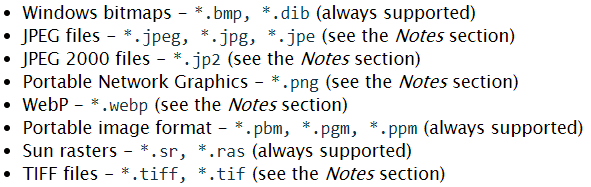 • Windows bitmaps – *.bmp, *.dib (always supported)
• JPEG files – *.jpeg, *.jpg, *.jpe (see the Notes section)
• JPEG 2000 files – *.jp2 (see the Notes section)
• Portable Network Graphics – *.png (see the Notes section)
• WebP – *.webp (see the Notes section)
• Portable image format – *.pbm, *.pgm, *.ppm (always supported)
• Sun rasters – *.sr, *.ras (always supported)
• TIFF files – *.tiff, *.tif (see the Notes section)